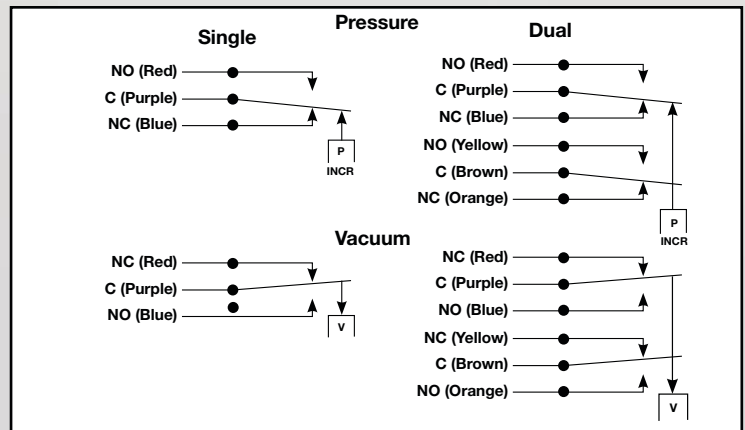 Pressure
Single
NO (Red)
C (Purple)
NC (Blue)
P
INCR
Dual
NO (Red)
C (Purple)
NC (Blue)
NO (Yellow)
C (Brown)
NC (Orange)
P
INCR
Vacuum
NC (Red)
C (Purple)
NO (Blue)
V
NC (Red)
C (Purple)
NO (Blue)
NC (Yellow)
C (Brown)
NO (Orange)
V